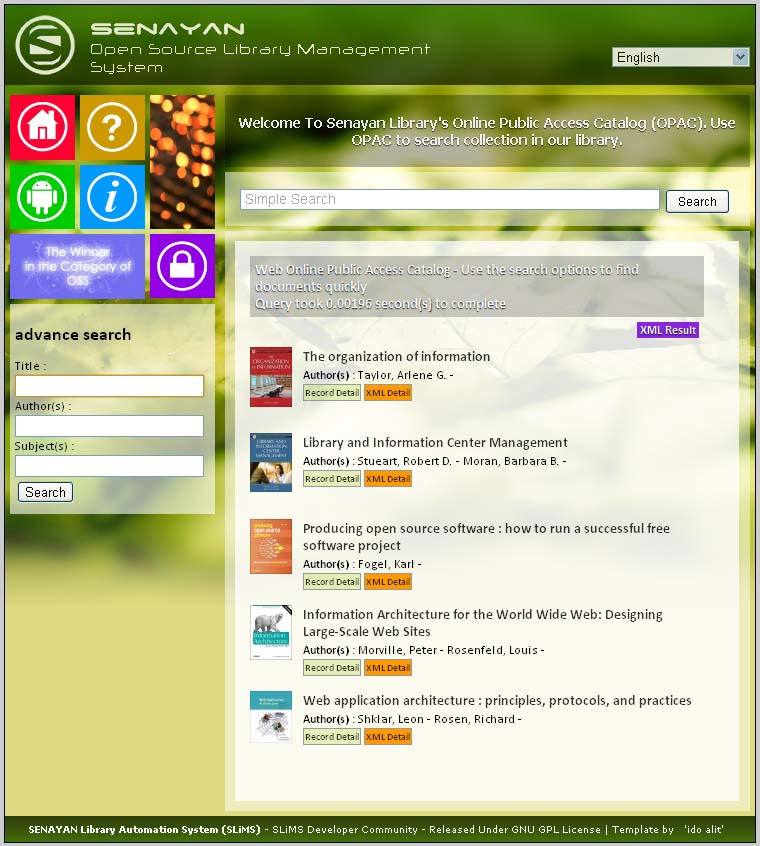 SENAYAN
Open Source Library Management
System
English
?
i
The Winner
in the Category of
OSS
advance search
Title :
Author(s) :
Subject(s) :
Search
Welcome To Senayan Library's Online Public Access Catalog (OPAC). Use
OPAC to search collection in our library.
Simple Search
Search
Web Online Public Access Catalog - Use the search options to find
documents quickly
Query took 0.00196 second(s) to complete
XML Result
The organization of information
Author(s) : Taylor, Arlene G. -
Record Detail XML Detail
Library and Information Center Management
Author(s) : Stueart, Robert D. - Moran, Barbara B. -
Record Detail XML Detail
Producing open source software : how to run a successful free
software project
Author(s) : Fogel, Karl -
Record Detail XML Detail
Information Architecture for the World Wide Web: Designing
Large-Scale Web Sites
Author(s) : Morville, Peter - Rosenfeld, Louis -
Record Detail XML Detail
Web application architecture : principles, protocols, and practices
Author(s) : Shklar, Leon - Rosen, Richard -
Record Detail XML Detail
SENAYAN Library Automation System (SLiMS) - SLiMS Developer Community - Released Under GNU GPL License | Template by 'ido alit'